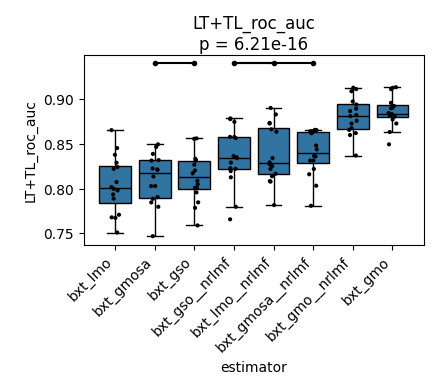 LT+TL_roc_auc
p = 6.21e-16
LT+TL_roc_auc
0.90
0.85
0.80
0.75
bxt_lmo
bxt_gmosa
bxt_gso
bxt_gso__nrlmf
bxt_lmo__nrlmf
bxt_gmosa__nrlmf
bxt_gmo__nrlmf
bxt_gmo
estimator